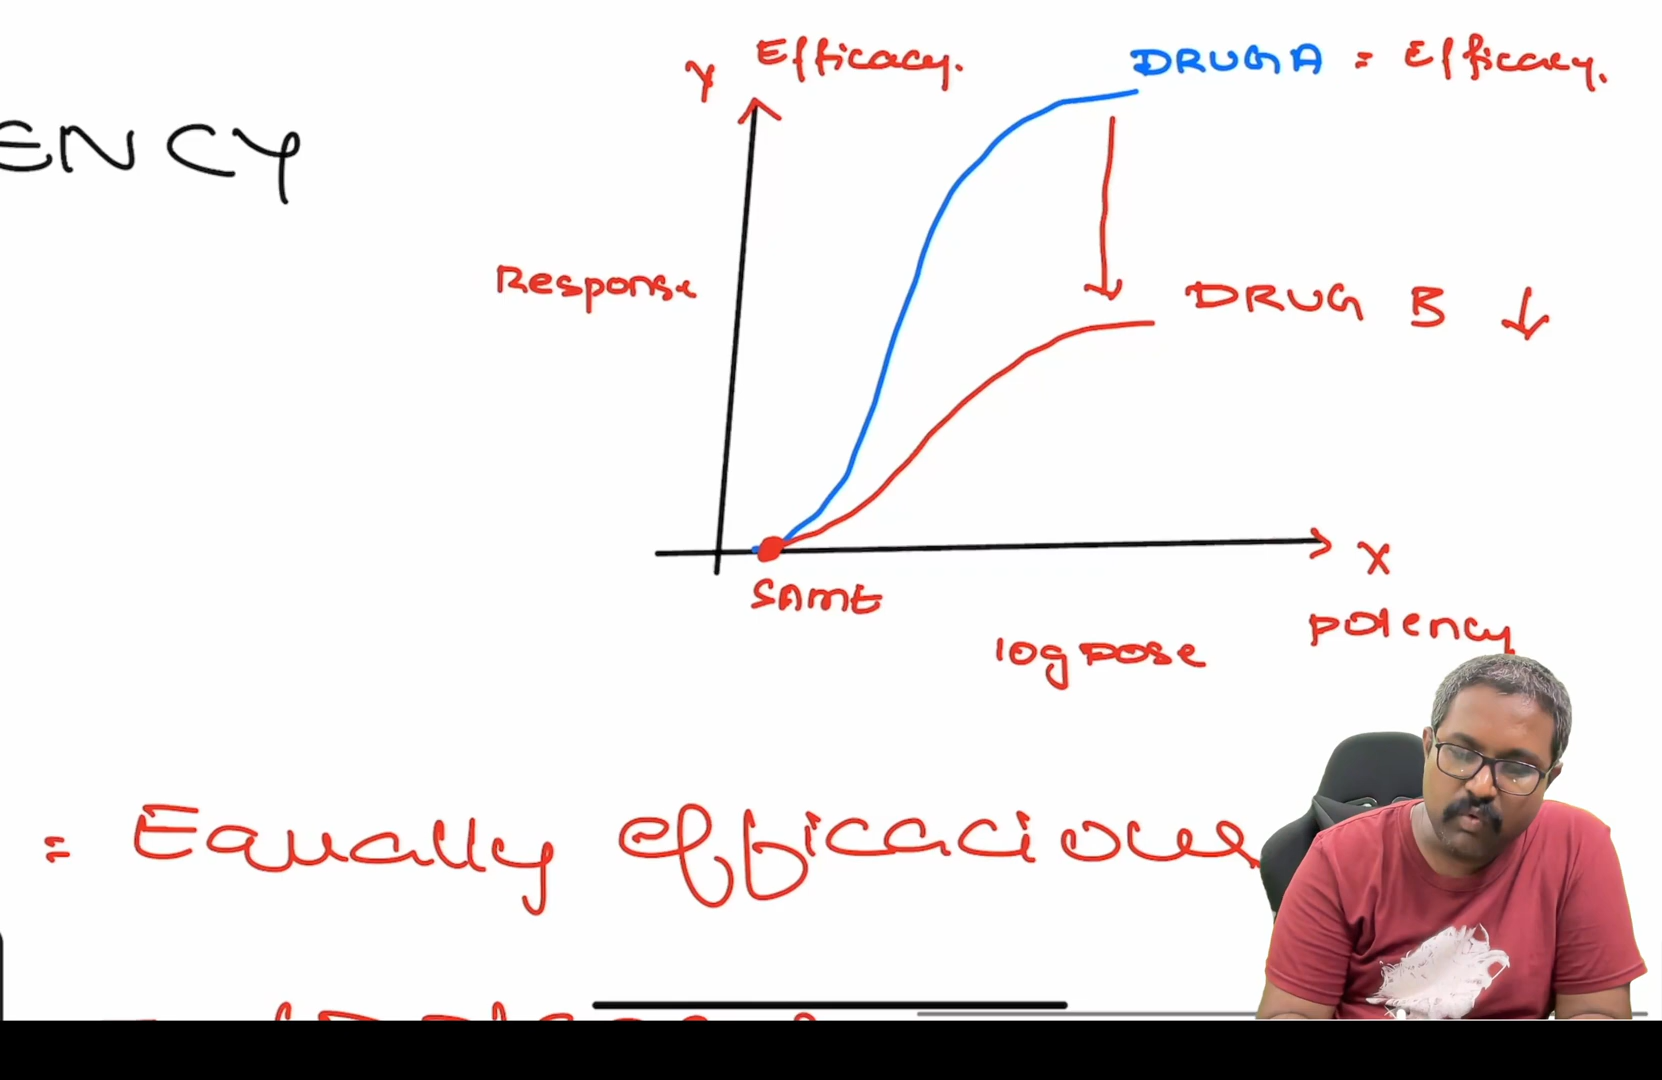 Y Efficacy.
DRUG A = Efficacy.
ENCY
Response
DRUG B ↓
SAME
X
potency
log Dose
= Equally efficacious